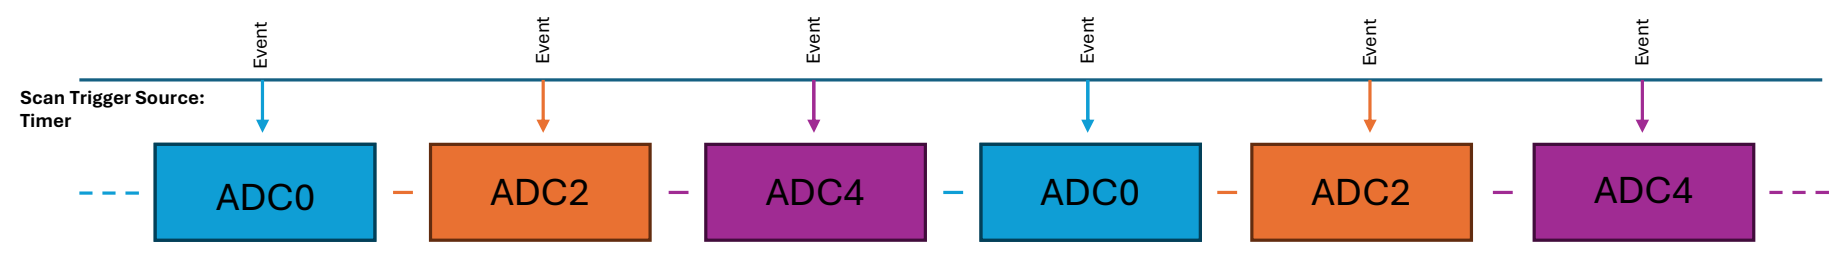 Event
Event
Event
Event
Event
Event
Scan Trigger Source:
Timer
ADC0
ADC2
ADC4
ADC0
ADC2
ADC4